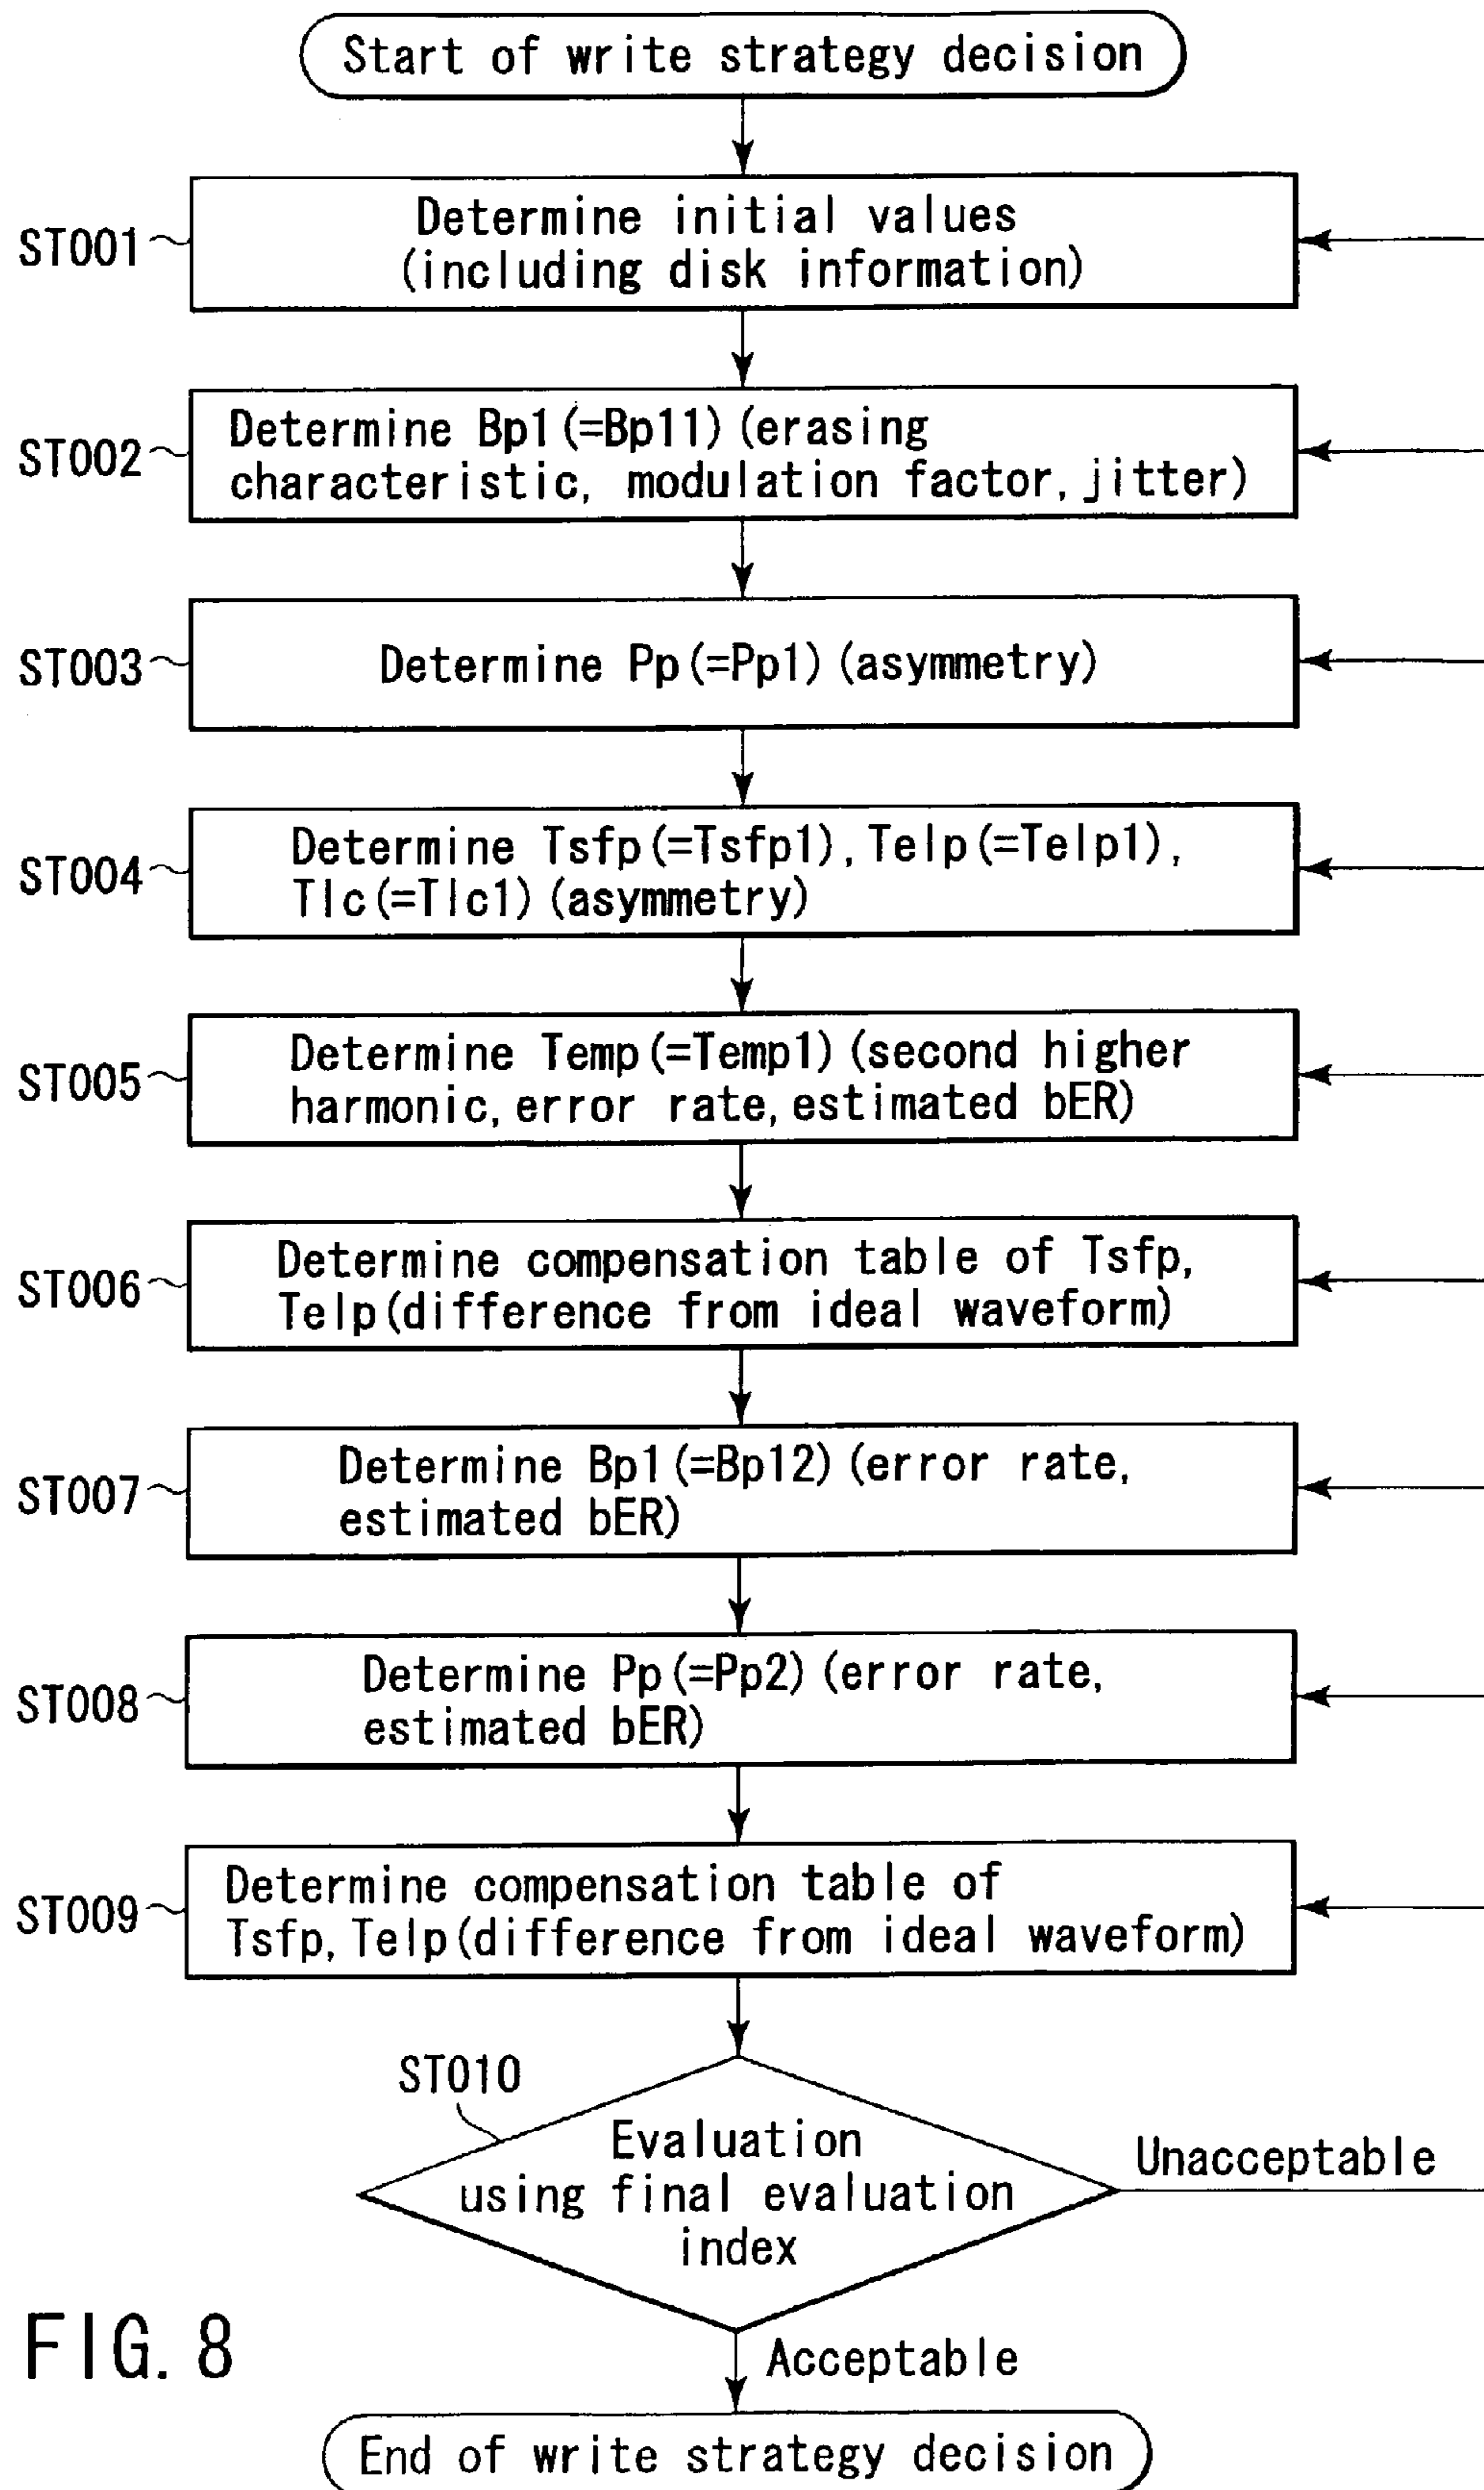 Start of write strategy decision
ST001
Determine initial values
(including disk information)
ST002
Determine Bp1(=Bp11)(erasing
characteristic, modulation factor, jitter)
ST003
Determine Pp(=Pp1)(asymmetry)
ST004
Determine Tsfp(=Tsfp1), Telp(=Telp1),
Tlc(=Tlc1)(asymmetry)
ST005
Determine Temp(=Temp1)(second higher
harmonic, error rate, estimated bER)
ST006
Determine compensation table of Tsfp,
Telp(difference from ideal waveform)
ST007
Determine Bp1(=Bp12)(error rate,
estimated bER)
ST008
Determine Pp(=Pp2)(error rate,
estimated bER)
ST009
Determine compensation table of
Tsfp, Telp(difference from ideal waveform)
ST010
Evaluation
using final evaluation
index
Unacceptable
Acceptable
End of write strategy decision
FIG. 8